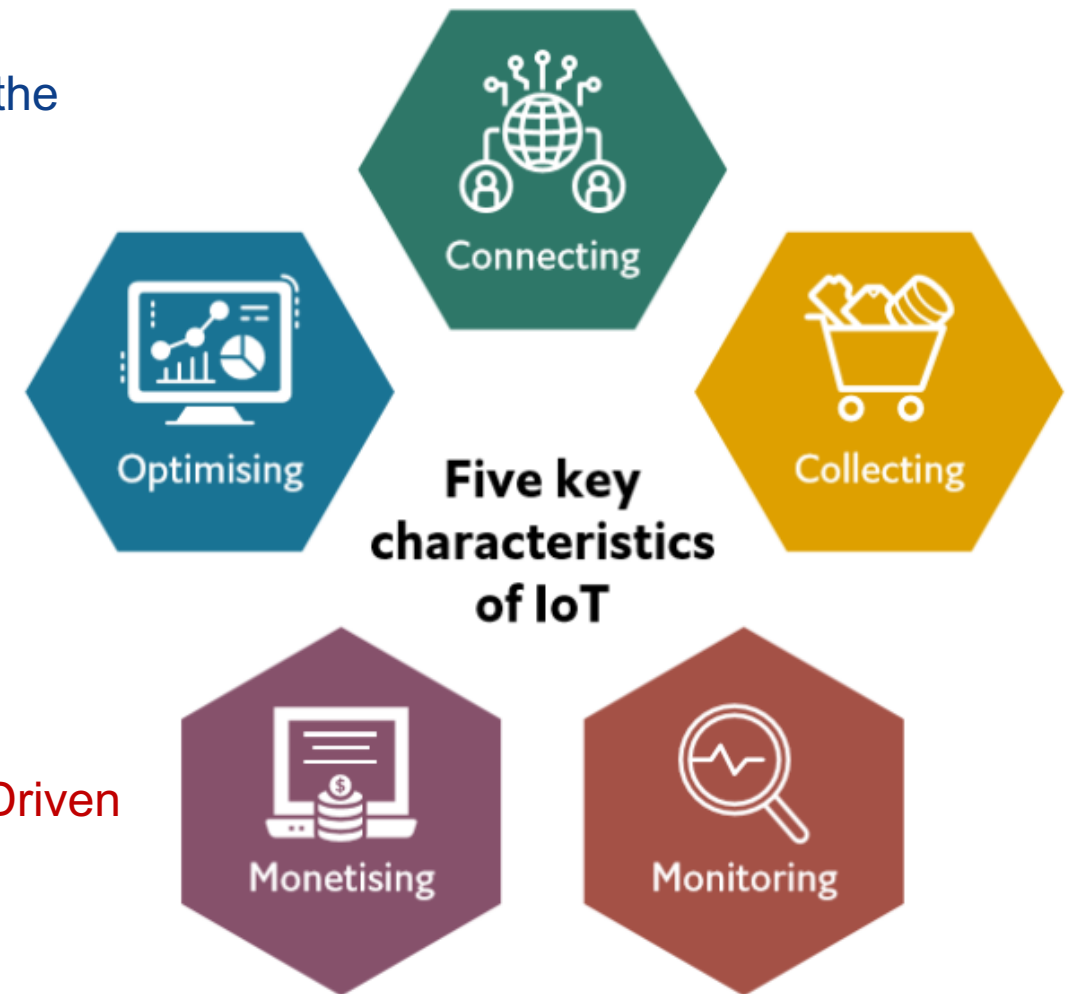 the
Connecting
Optimising
Collecting
Five key
characteristics
of IoT
Driven
$
Monetising
Monitoring